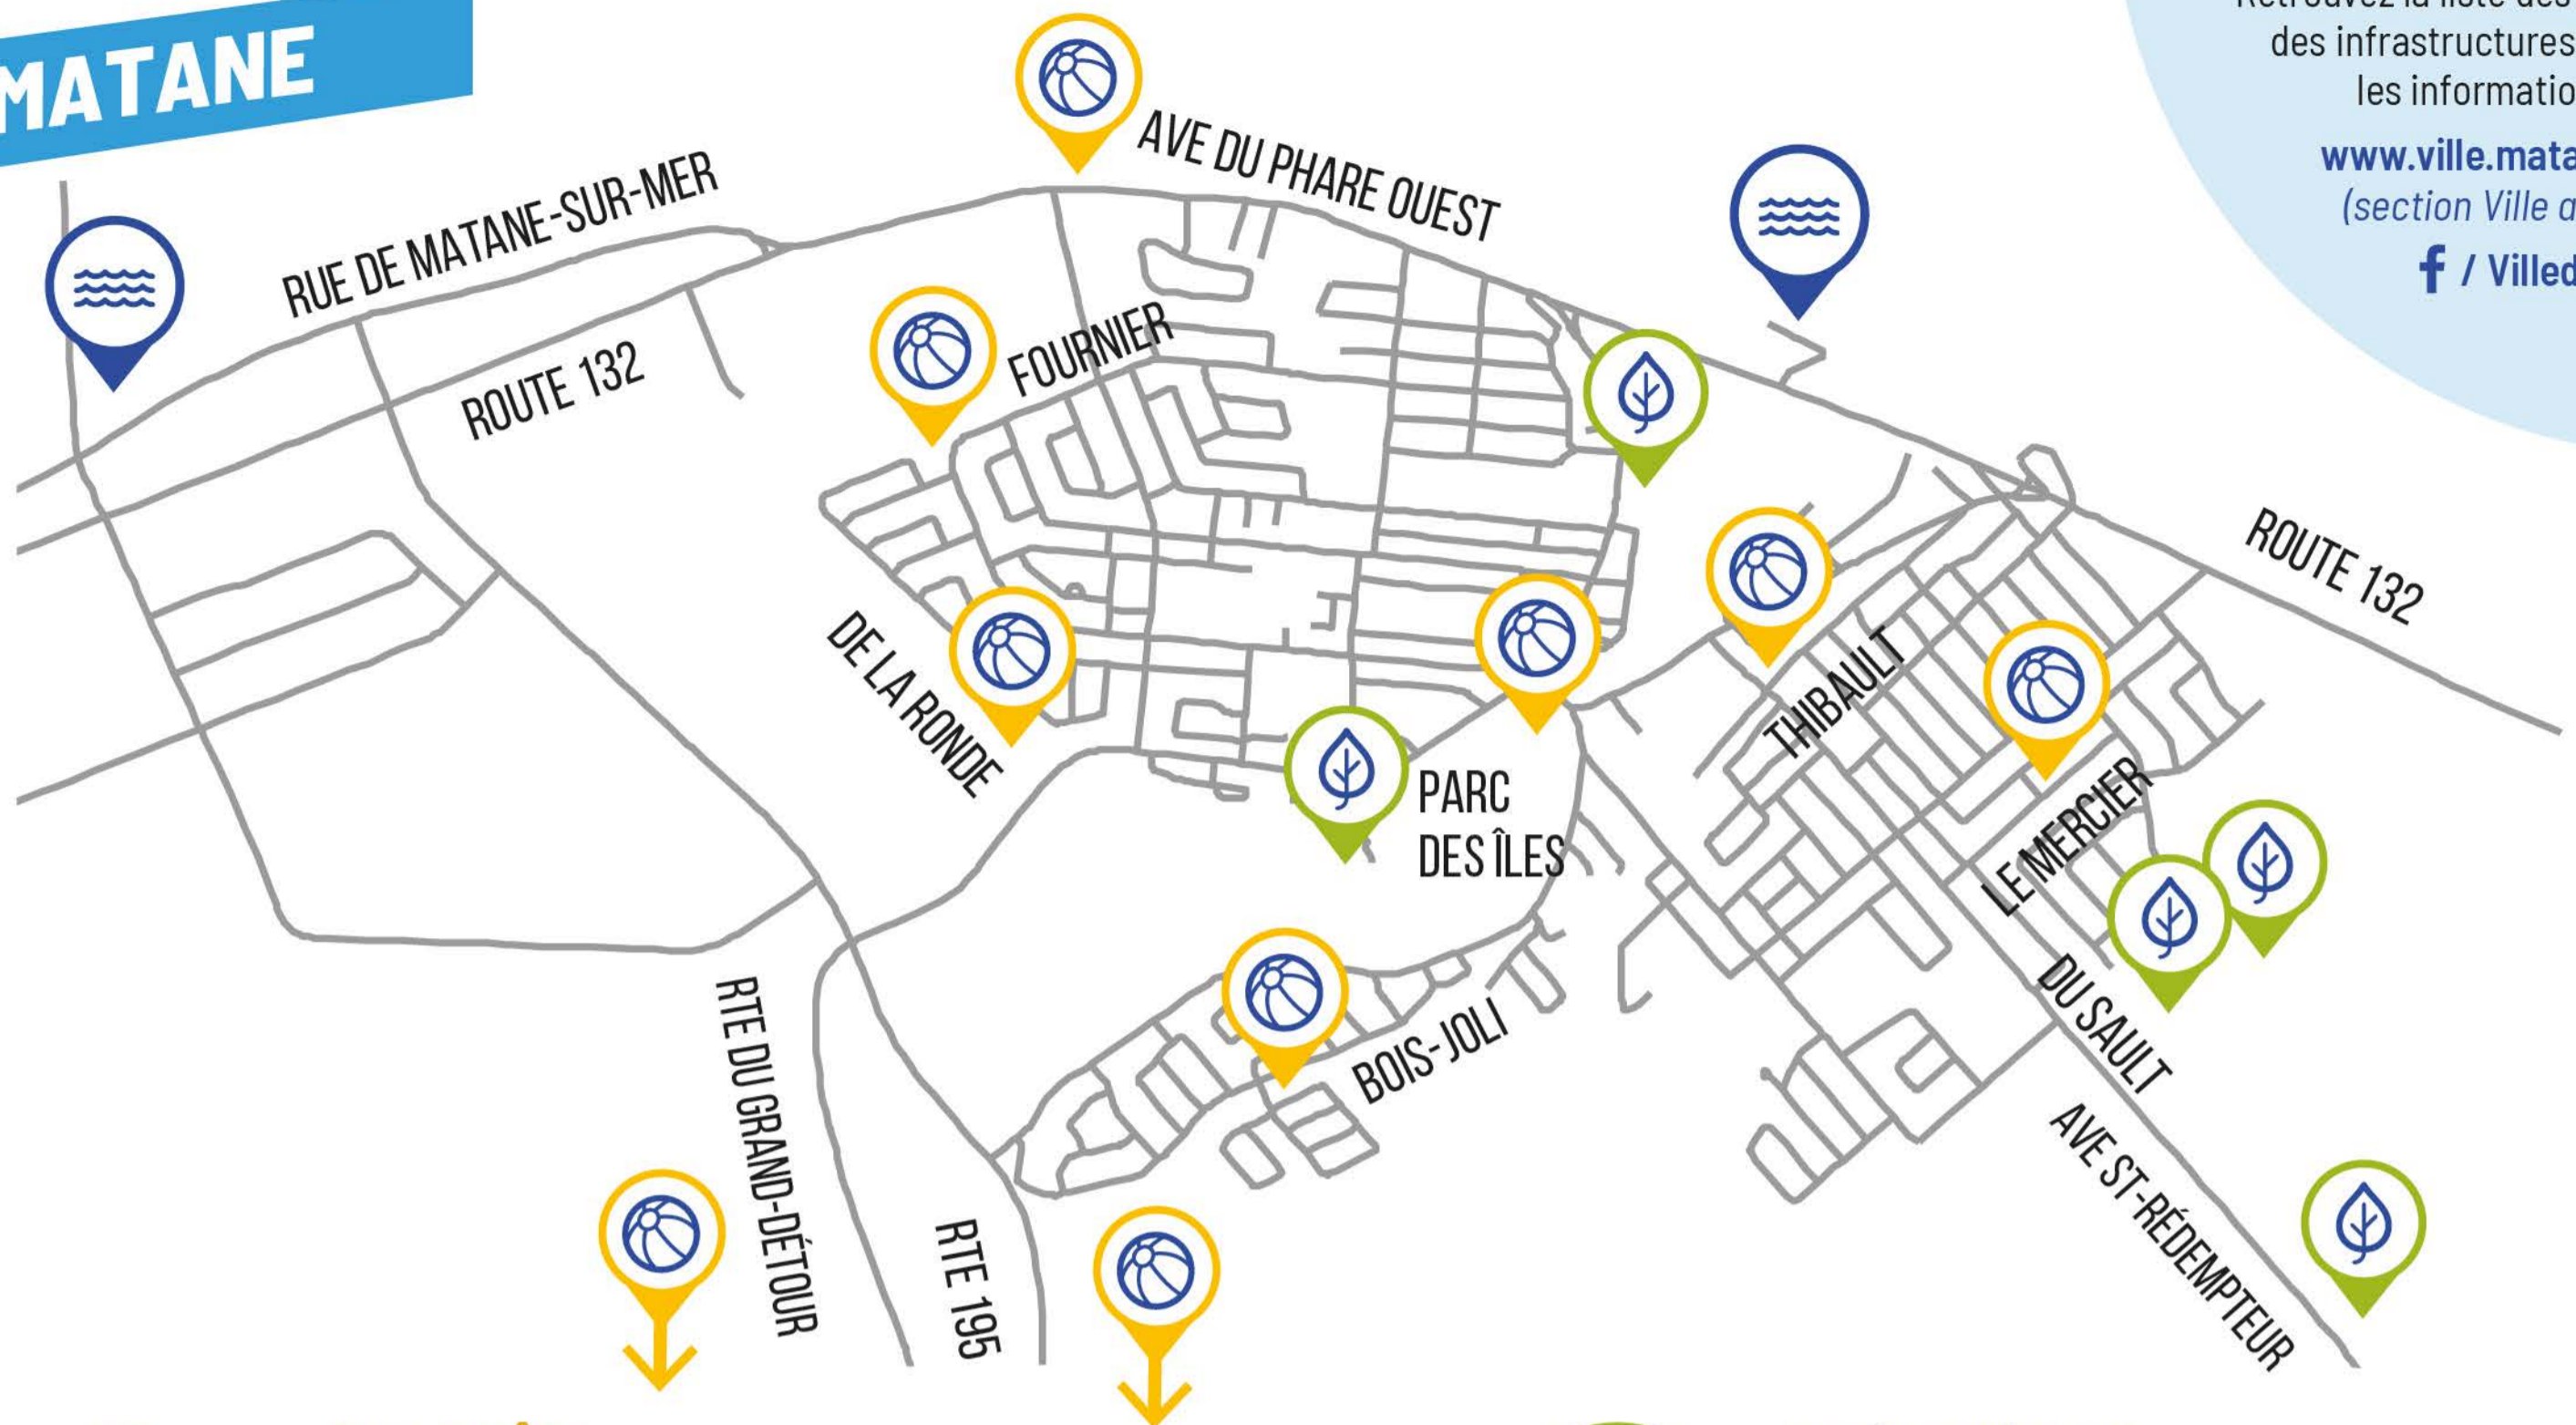 MATANE
des infrastructures
les informatio
www.ville.mata
(section Ville a
f / Villed
AVE DU PHARE OUEST
RUE DE MATANE-SUR-MER
ROUTE 132
FOURNIER
ROUTE 132
DE LA RONDE
THIBAULT
PARC
DES ÎLES
LE MERCIER
DU SAULT
BOIS-JOLI
RTE DU GRAND-DÉTOUR
AVE ST-RÉDEMPTEUR
RTE 195